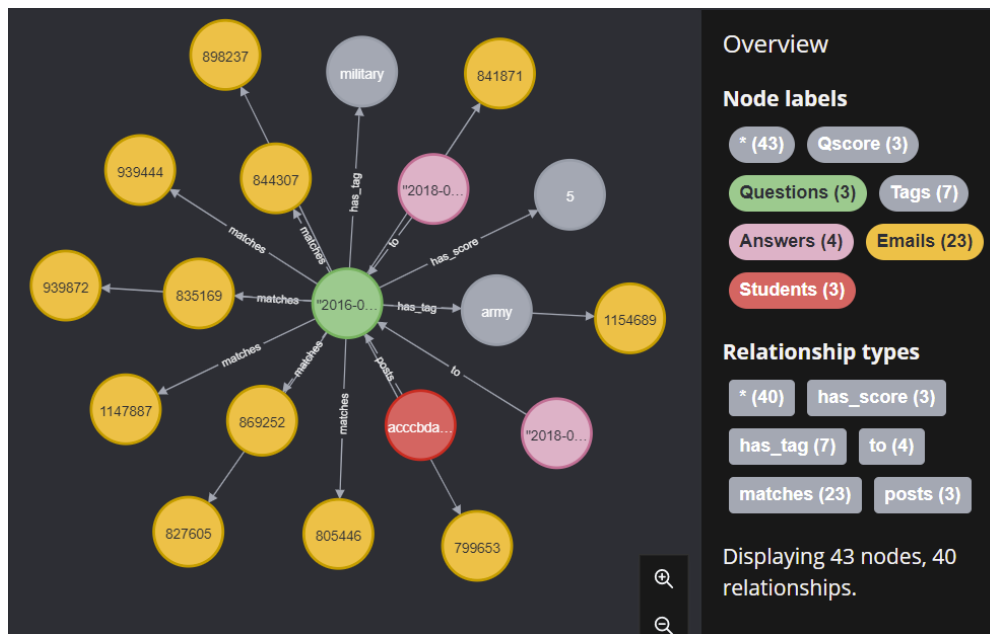 898237
military
841871
939444
844307
"2018-0...
5
has_tag
to
has_score
matches
matches
939872
835169
matches
"2016-0...
has_tag
army
1154689
matches
matches
posts
to
1147887
869252
matches
acccbda...
"2018-0...
827605
805446
799653
Overview
Node labels
* (43) Qscore (3)
Questions (3) Tags (7)
Answers (4) Emails (23)
Students (3)
Relationship types
* (40) has_score (3)
has_tag (7) to (4)
matches (23) posts (3)
Displaying 43 nodes, 40
relationships.